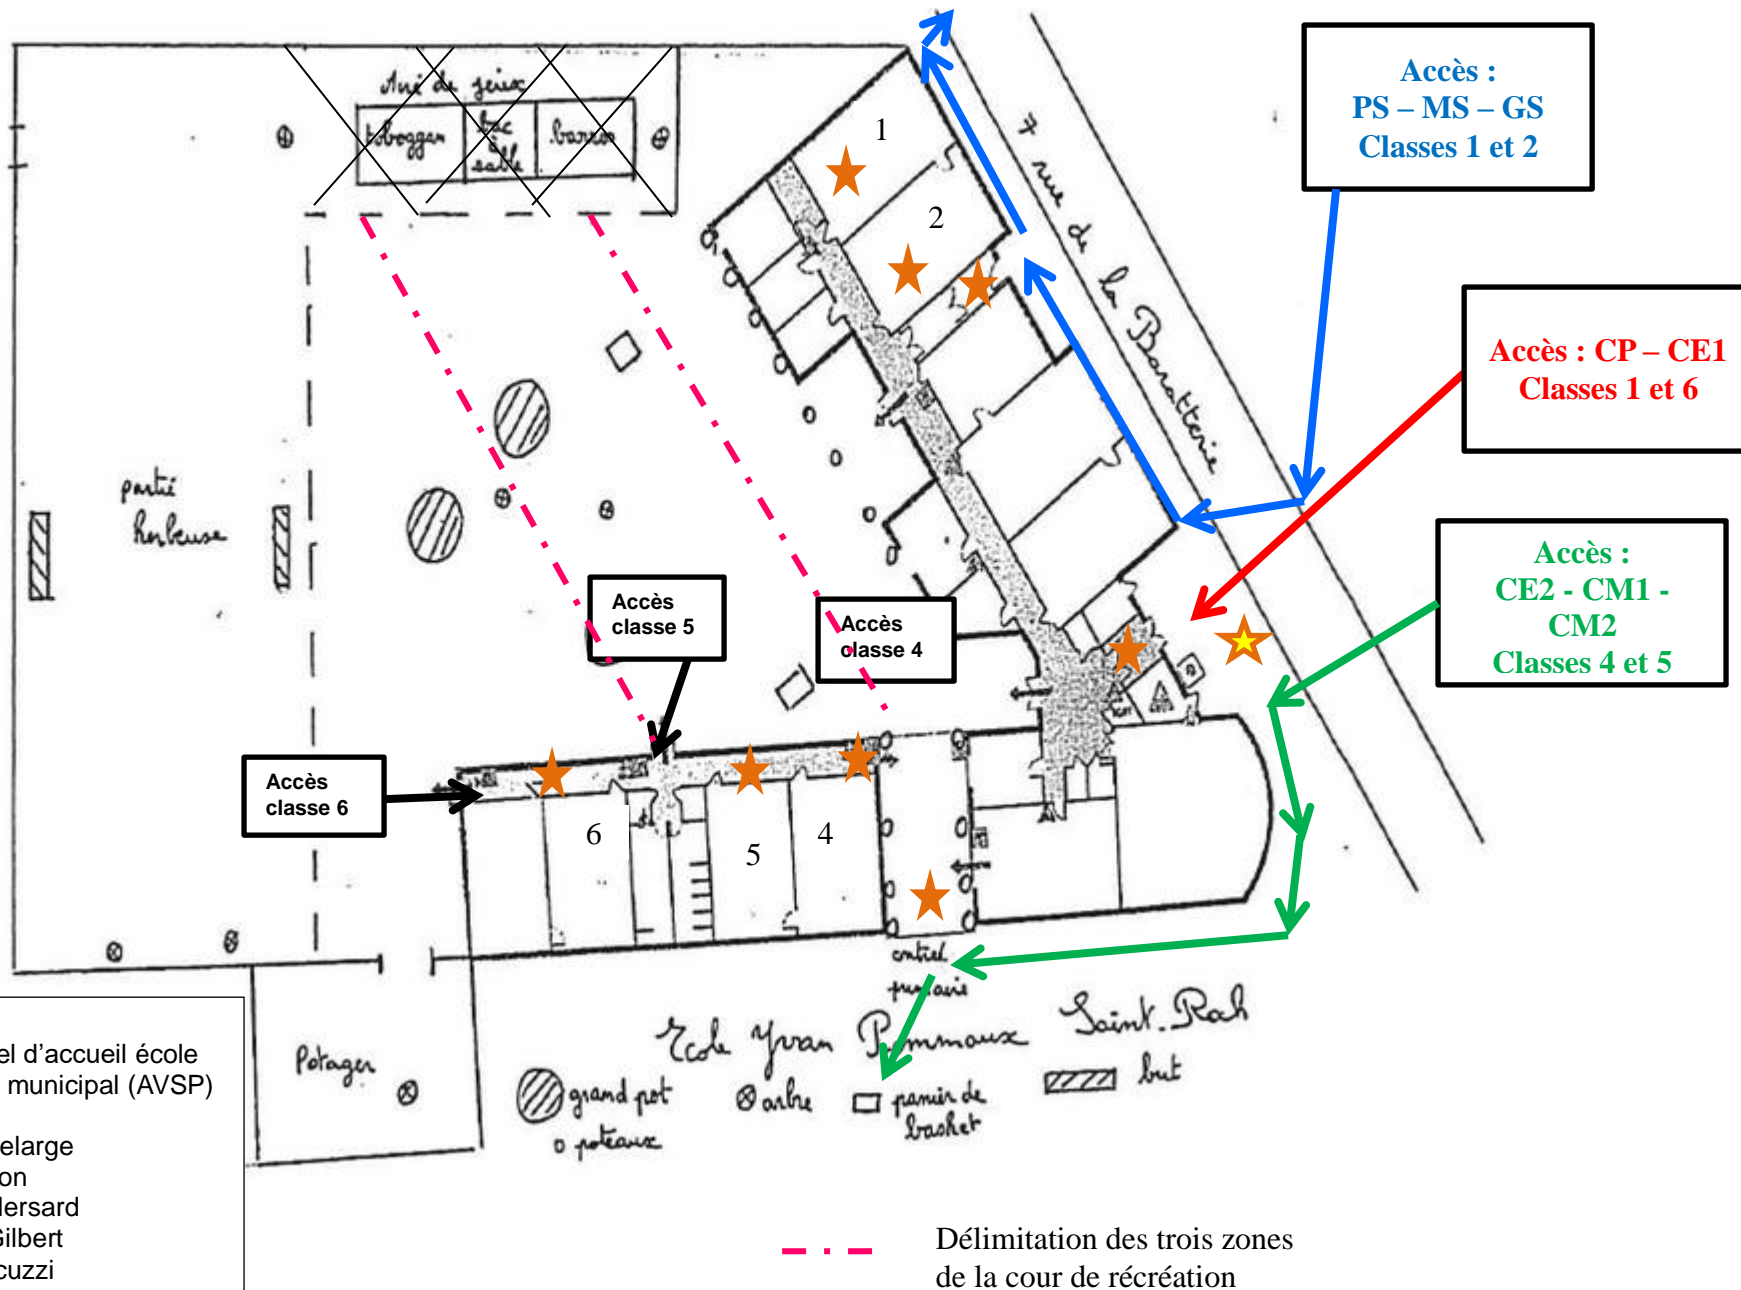 Accès :
PS – MS – GS
Classes 1 et 2
Accès : CP – CE1
Classes 1 et 6
Accès :
CE2 - CM1 -
CM2
Classes 4 et 5
7 rue de la Baratterie
Aire de jeux
toboggan
bac
à
sable
barres
1
2
partie
herbeuse
Accès
classe 5
Accès
classe 4
Accès
classe 6
6
5
4
entrée
primaire
Potager
Ecole Yvan Pommaux Saint-Roch
grand pot
arbre
panier de
basket
but
poteaux
el d’accueil école
municipal (AVSP)
elarge
on
lersard
Gilbert
cuzzi
Délimitation des trois zones
de la cour de récréation